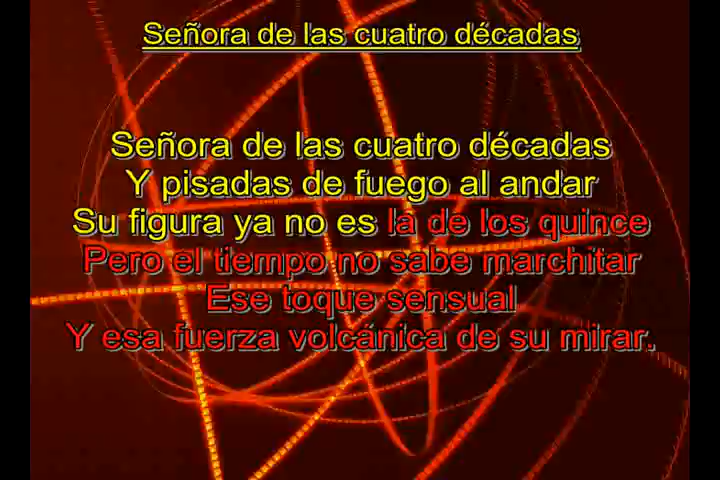 Señora de las cuatro décadas
Señora de las cuatro décadas
Y pisadas de fuego al andar
Su figura ya no es la de los quince
Pero el tiempo no sabe marchitar
Ese toque sensual
Y esa fuerza volcánica de su mirar.